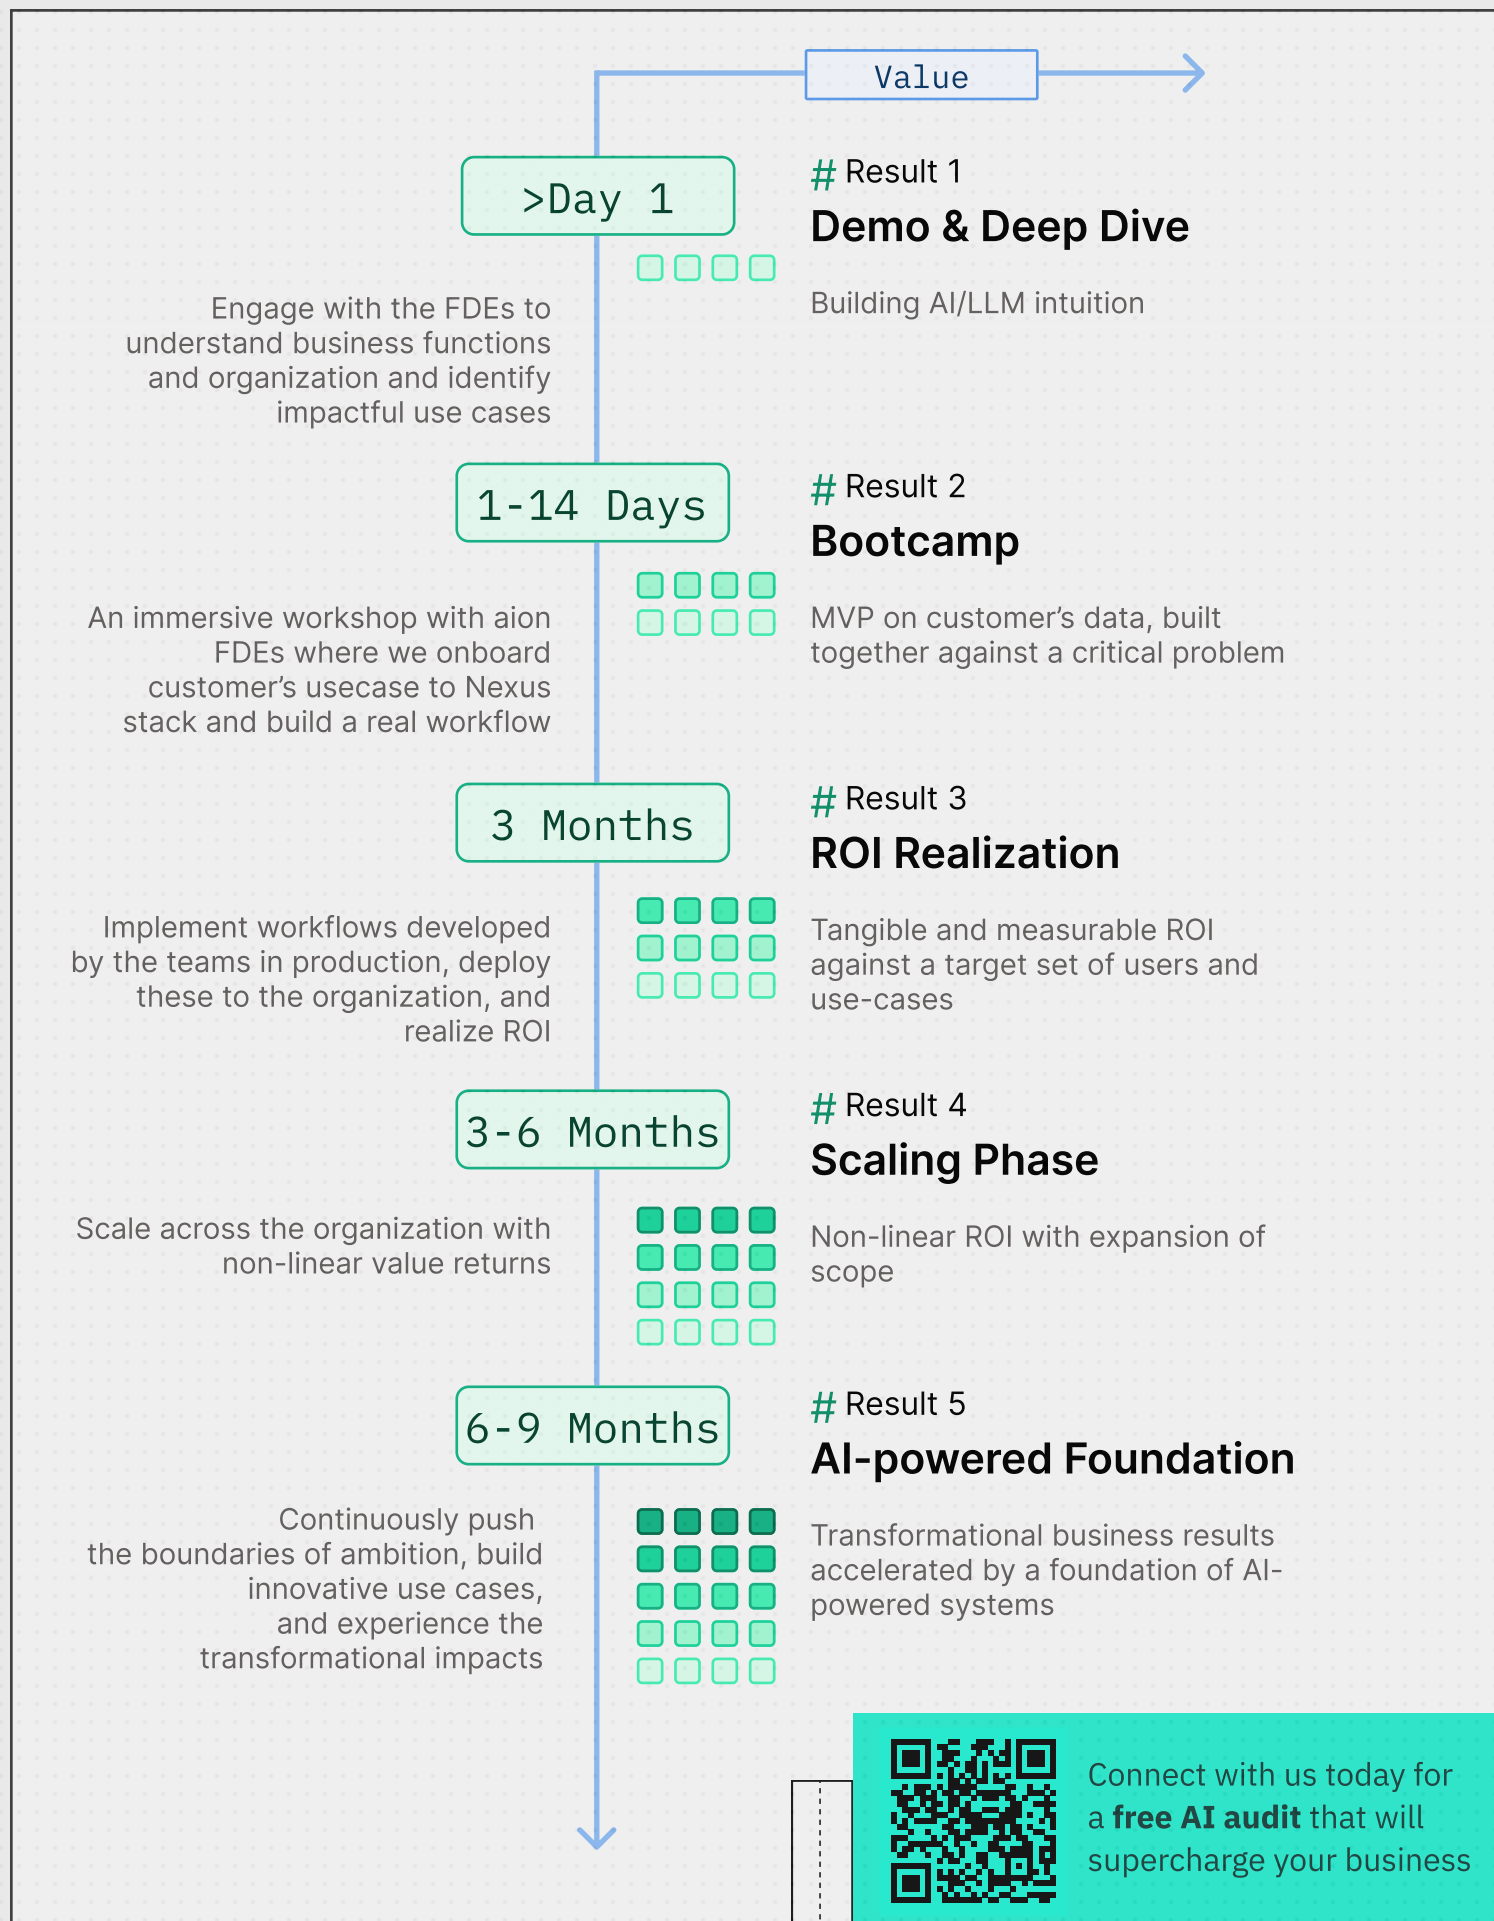 Value
>Day 1
# Result 1
Demo & Deep Dive
Engage with the FDEs to
understand business functions
and organization and identify
impactful use cases
Building AI/LLM intuition
1-14 Days
# Result 2
Bootcamp
An immersive workshop with aion
FDEs where we onboard
customer’s usecase to Nexus
stack and build a real workflow
MVP on customer’s data, built
together against a critical problem
3 Months
# Result 3
ROI Realization
Implement workflows developed
by the teams in production, deploy
these to the organization, and
realize ROI
Tangible and measurable ROI
against a target set of users and
use-cases
3-6 Months
# Result 4
Scaling Phase
Scale across the organization with
non-linear value returns
Non-linear ROI with expansion of
scope
6-9 Months
# Result 5
AI-powered Foundation
Continuously push
the boundaries of ambition, build
innovative use cases,
and experience the
transformational impacts
Transformational business results
accelerated by a foundation of AI-
powered systems
Connect with us today for
a free AI audit that will
supercharge your business